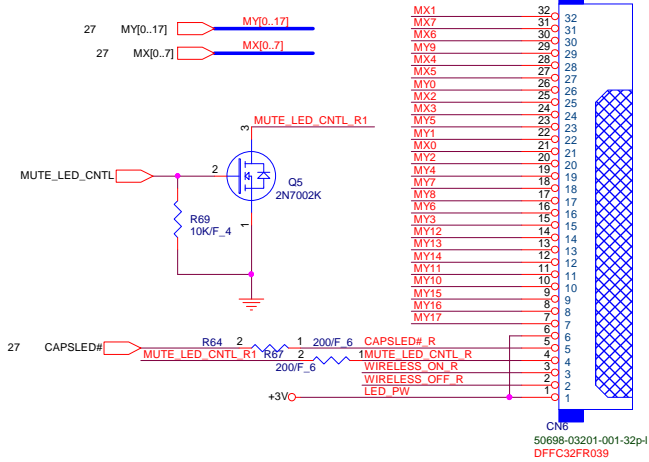 27 MY[0..17] MY[0..17]
27 MX[0..7] MX[0..7]
3 MUTE_LED_CNTL_R1
MUTE_LED_CNTL 2
Q5
2N7002K
R69
10K/F_4
1
MX1 32 32
MX7 31 31
MX6 30 30
MY9 29 29
MX4 28 28
MX5 27 27
MY0 26 26
MX2 25 25
MX3 24 24
MY5 23 23
MY1 22 22
MX0 21 21
MY2 20 20
MY4 19 19
MY7 18 18
MY8 17 17
MY6 16 16
MY3 15 15
MY12 14 14
MY13 13 13
MY14 12 12
MY11 11 11
MY10 10 10
MY15 9 9
MY16 8 8
MY17 7 7
6 6
27 CAPSLED# R64 2 1 200/F_6 CAPSLED#_R 5 5
MUTE_LED_CNTL_R1 R67 2 1 200/F_6 MUTE_LED_CNTL_R 4 4
WIRELESS_ON_R 3 3
WIRELESS_OFF_R 2 2
+3V LED_PW 1 1
CN6
50698-03201-001-32p-l
DFFC32FR039